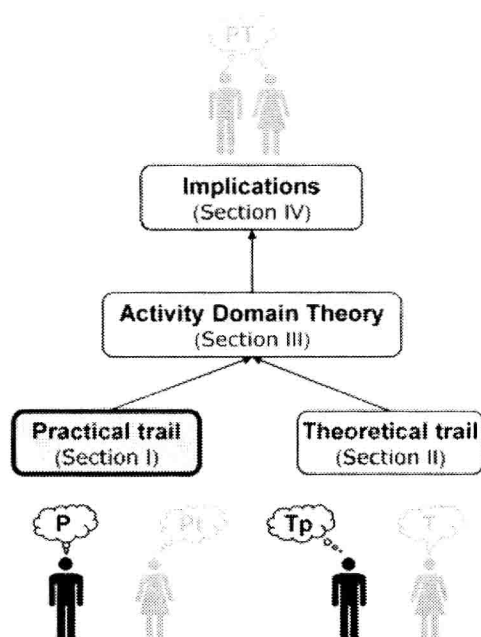 PT
Implications
(Section IV)
Activity Domain Theory
(Section III)
Practical trail
(Section I)
Theoretical trail
(Section II)
P
Pt
Tp
T